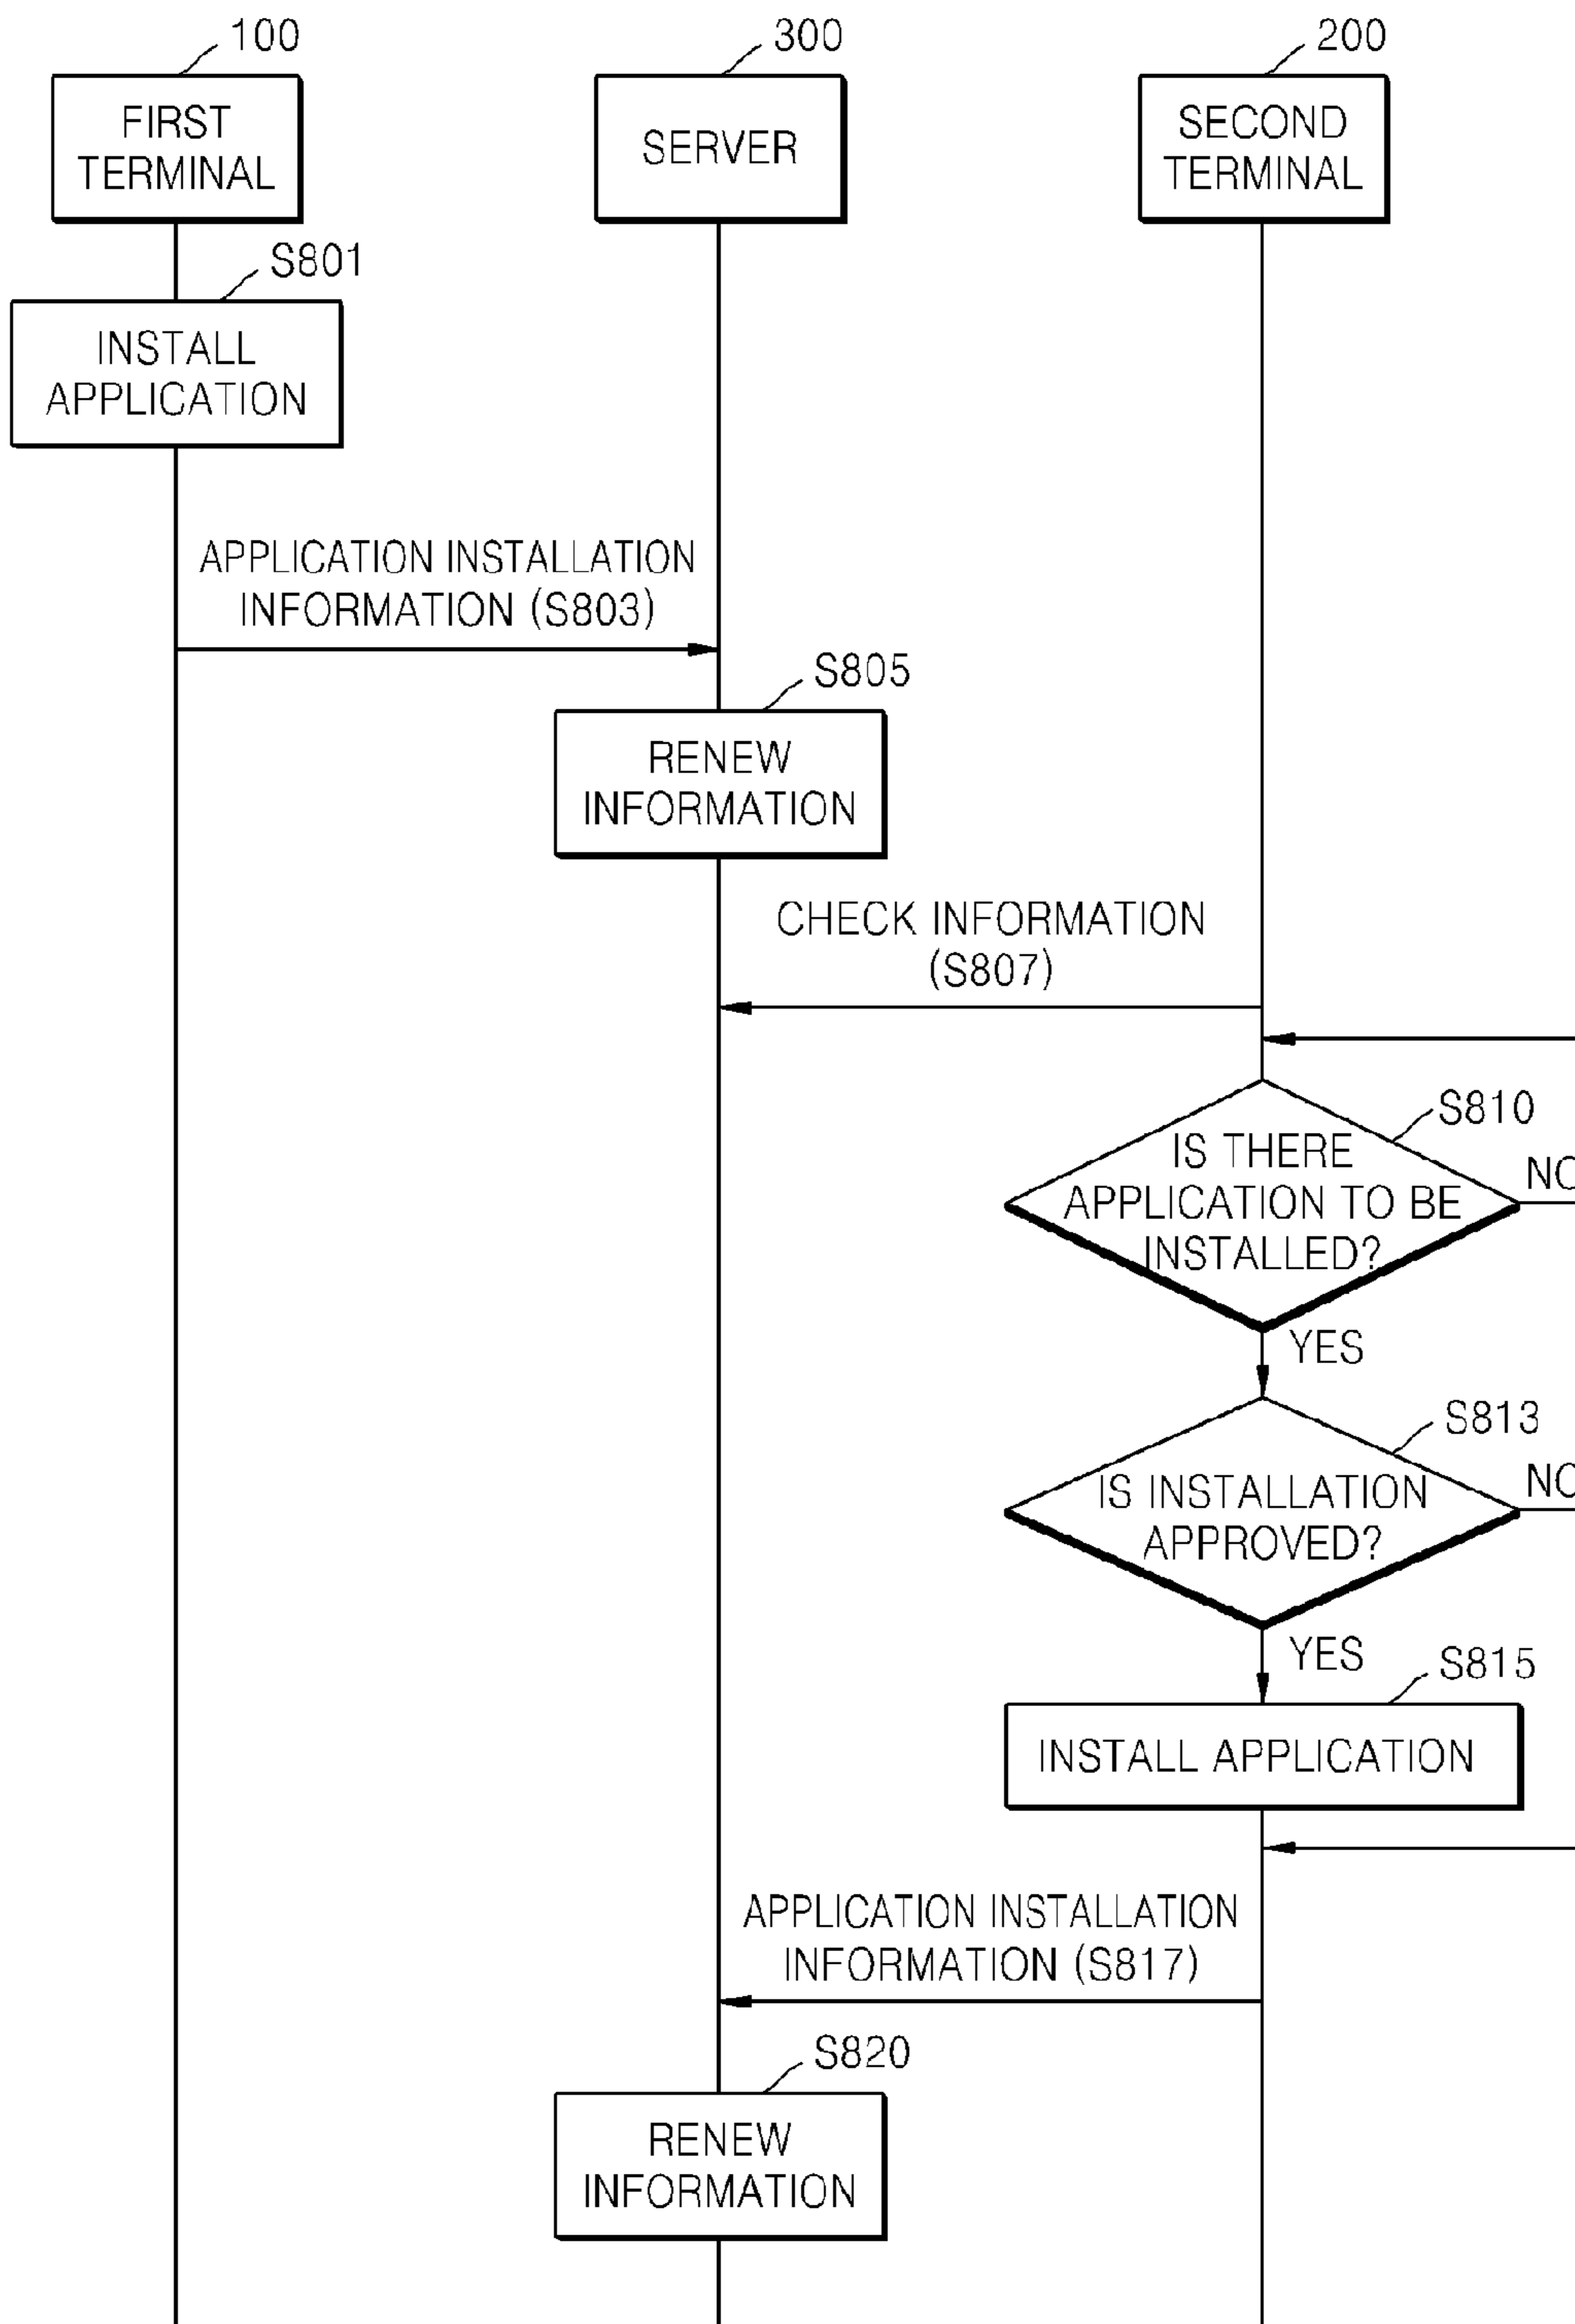 100
300
200
FIRST
TERMINAL
SERVER
SECOND
TERMINAL
S801
INSTALL
APPLICATION
APPLICATION INSTALLATION
INFORMATION (S803)
S805
RENEW
INFORMATION
CHECK INFORMATION
(S807)
S810
IS THERE
APPLICATION TO BE
INSTALLED?
NO
YES
S813
IS INSTALLATION
APPROVED?
NO
YES
S815
INSTALL APPLICATION
APPLICATION INSTALLATION
INFORMATION (S817)
S820
RENEW
INFORMATION